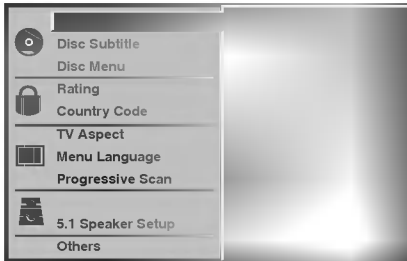 Disc Subtitle
Disc Menu
Rating
Country Code
TV Aspect
Menu Language
Progressive Scan
5.1 Speaker Setup
Others